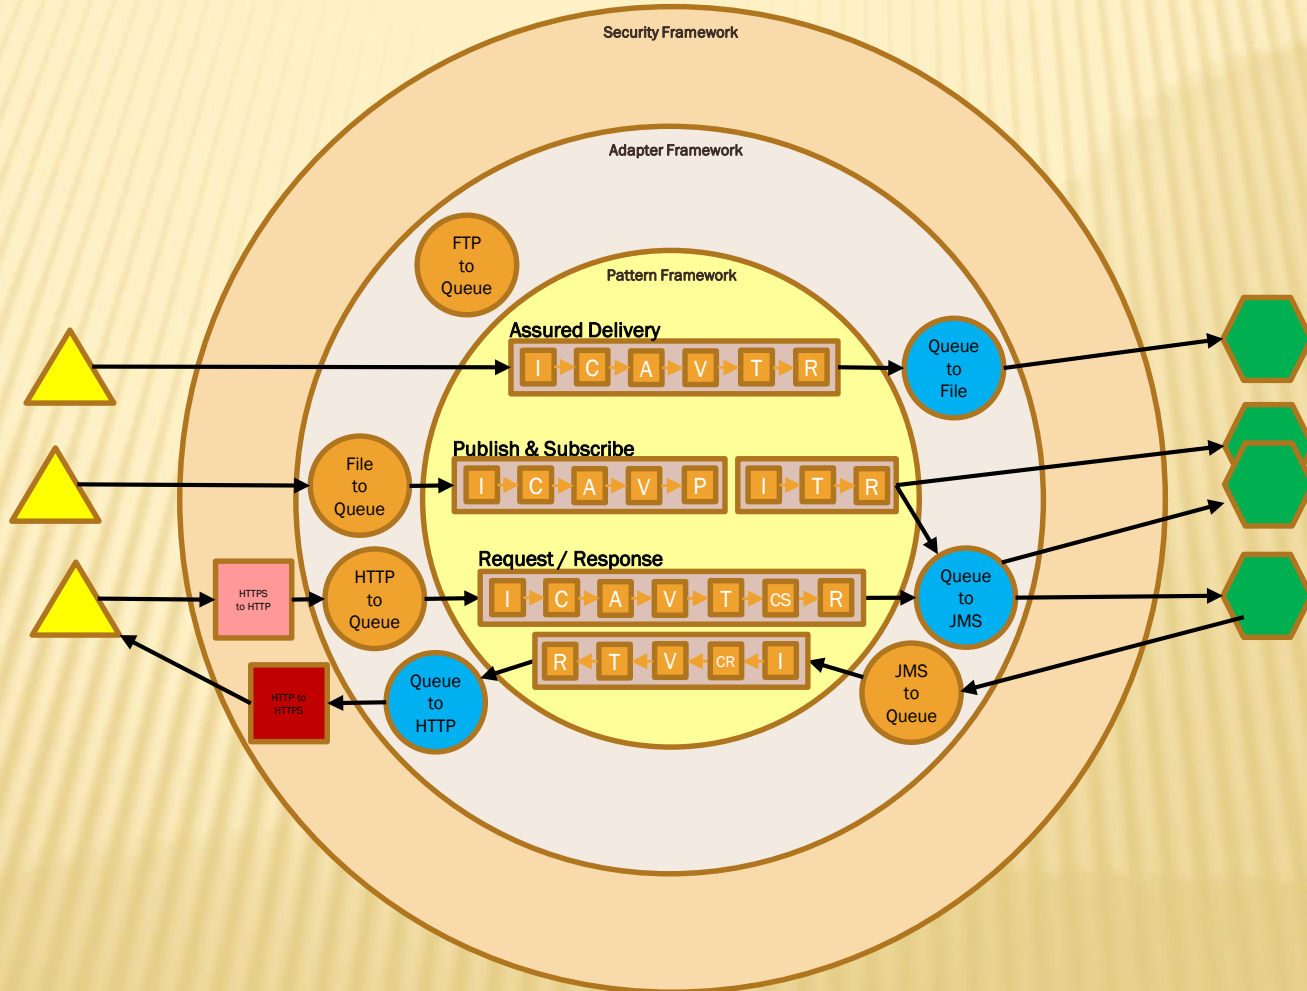 Security Framework
Adapter Framework
FTP
to
Queue
Pattern Framework
Assured Delivery
I C A V T R
Queue
to
File
Publish & Subscribe
File
to
Queue
I C A V P
I T R
Request / Response
HTTPS
to HTTP
HTTP
to
Queue
I C A V T CS R
Queue
to
JMS
R T V CR I
JMS
to
Queue
Queue
to
HTTP
HTTP to
HTTPS